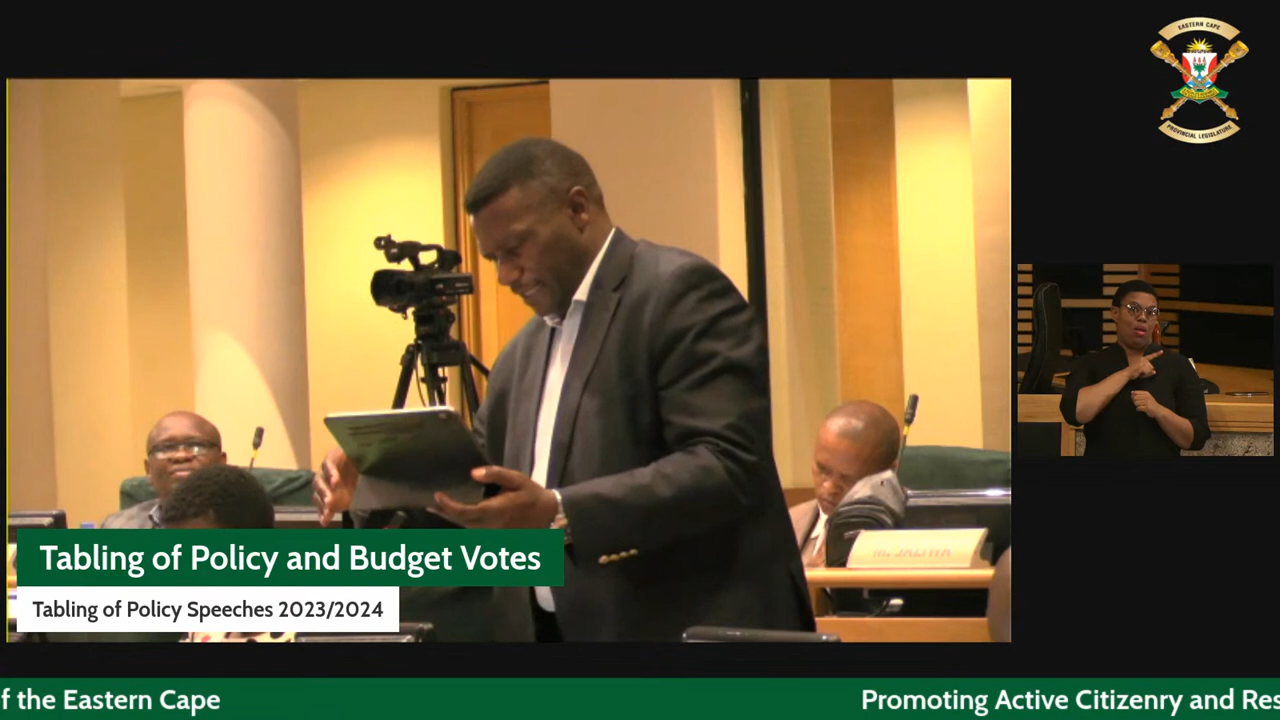 EASTERN CAPE
PROVINCIAL LEGISLATURE
Tabling of Policy and Budget Votes
Tabling of Policy Speeches 2023/2024
f the Eastern Cape
Promoting Active Citizenry and Res